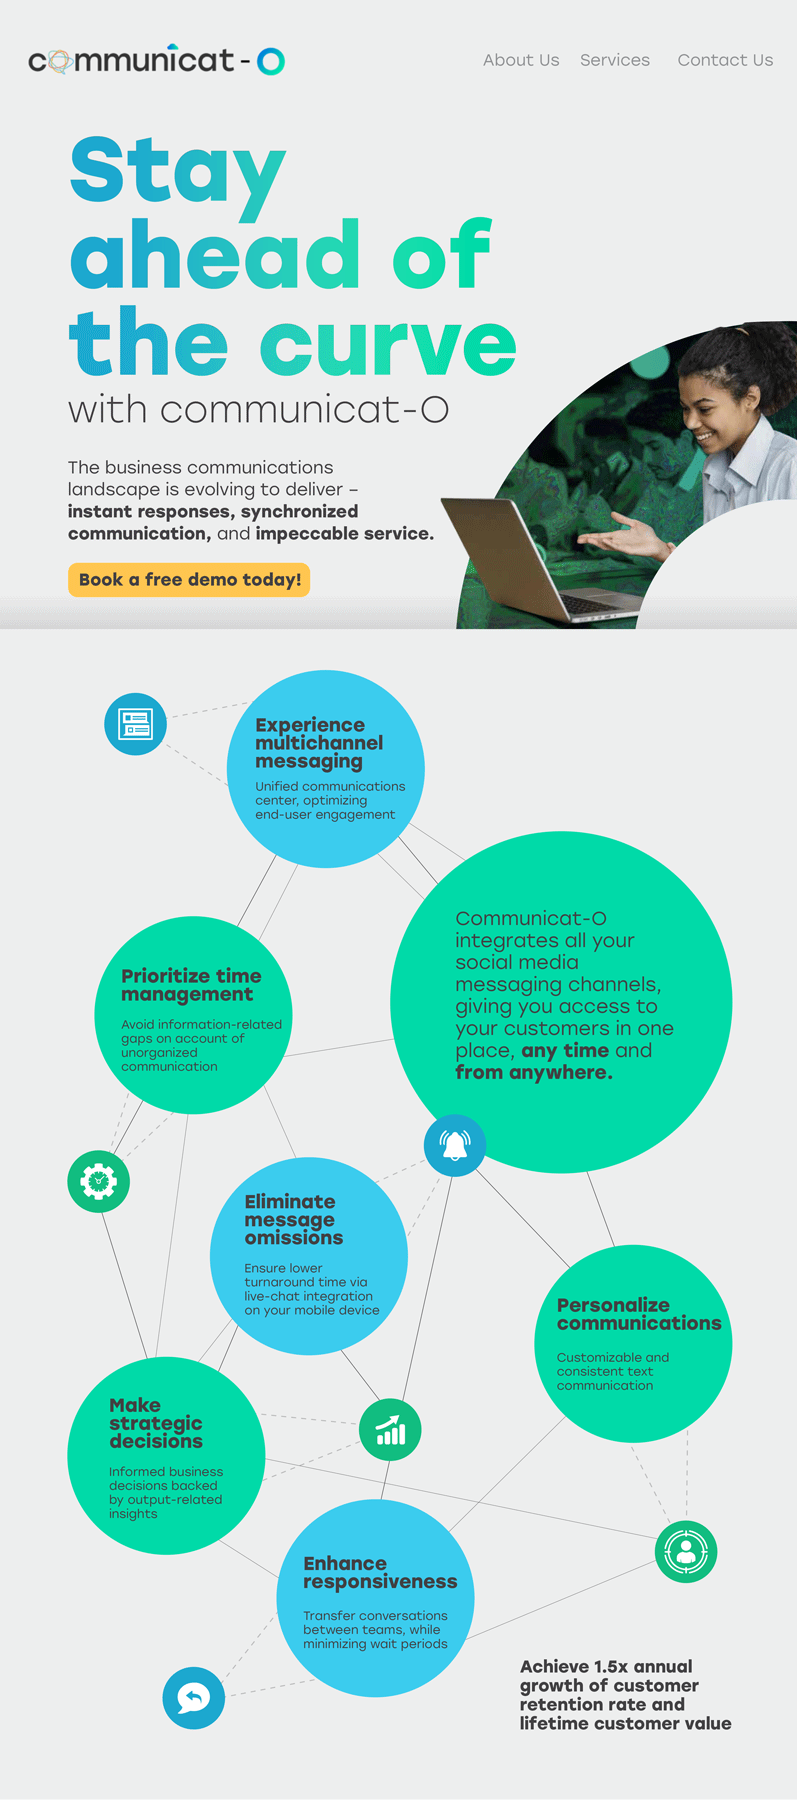 communicat - O
About Us Services Contact Us
Stay
ahead of
the curve
with communicat-O
The business communications
landscape is evolving to deliver –
instant responses, synchronized
communication, and impeccable service.
Book a free demo today!
Experience
multichannel
messaging
Unified communications
center, optimizing
end-user engagement
Communicat-O
integrates all your
social media
messaging channels,
giving you access to
your customers in one
place, any time and
from anywhere.
Prioritize time
management
Avoid information-related
gaps on account of
unorganized
communication
Eliminate
message
omissions
Ensure lower
turnaround time via
live-chat integration
on your mobile device
Personalize
communications
Customizable and
consistent text
communication
Make
strategic
decisions
Informed business
decisions backed
by output-related
insights
Enhance
responsiveness
Transfer conversations
between teams, while
minimizing wait periods
Achieve 1.5x annual
growth of customer
retention rate and
lifetime customer value